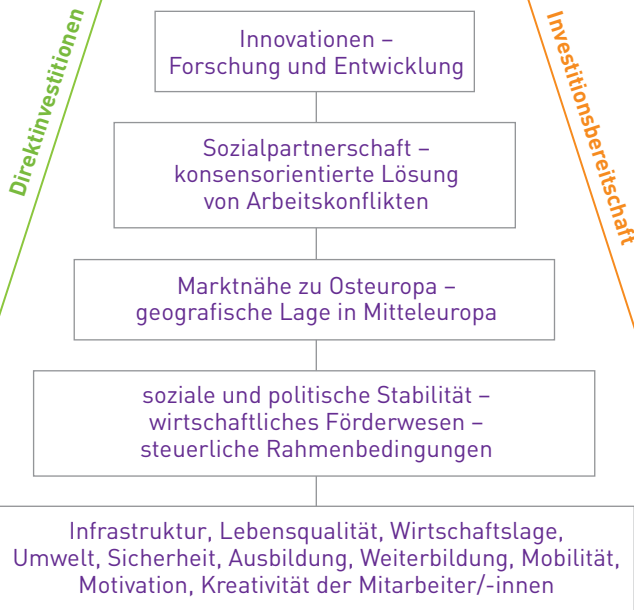 Direktinvestitionen
Investitionsbereitschaft
Innovationen –
Forschung und Entwicklung
Sozialpartnerschaft –
konsensorientierte Lösung
von Arbeitskonflikten
Marktnähe zu Osteuropa –
geografische Lage in Mitteleuropa
soziale und politische Stabilität –
wirtschaftliches Förderwesen –
steuerliche Rahmenbedingungen
Infrastruktur, Lebensqualität, Wirtschaftslage,
Umwelt, Sicherheit, Ausbildung, Weiterbildung, Mobilität,
Motivation, Kreativität der Mitarbeiter/-innen